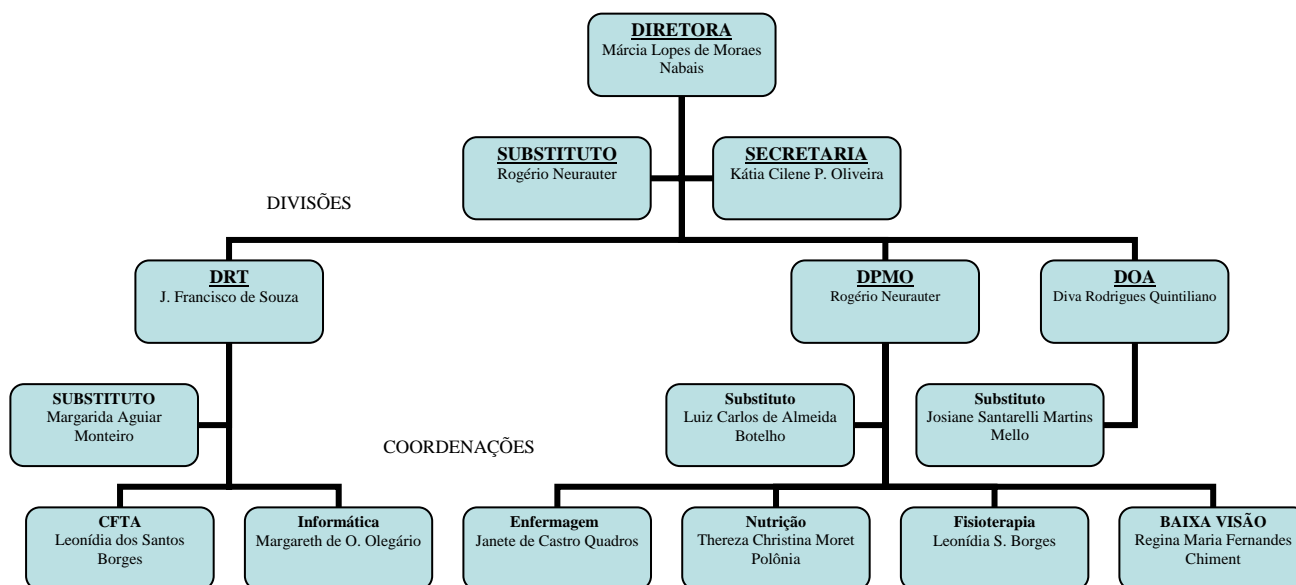 DIRETORA
Márcia Lopes de Moraes
Nabais
SUBSTITUTO
Rogério Neurauter
SECRETARIA
Kátia Cilene P. Oliveira
DIVISÕES
DRT
J. Francisco de Souza
DPMO
Rogério Neurauter
DOA
Diva Rodrigues Quintiliano
SUBSTITUTO
Margarida Aguiar
Monteiro
Substituto
Luiz Carlos de Almeida
Botelho
Substituto
Josiane Santarelli Martins
Mello
COORDENAÇÕES
CFTA
Leonídia dos Santos
Borges
Informática
Margareth de O. Olegário
Enfermagem
Janete de Castro Quadros
Nutrição
Thereza Christina Moret
Polônia
Fisioterapia
Leonídia S. Borges
BAIXA VISÃO
Regina Maria Fernandes
Chiment